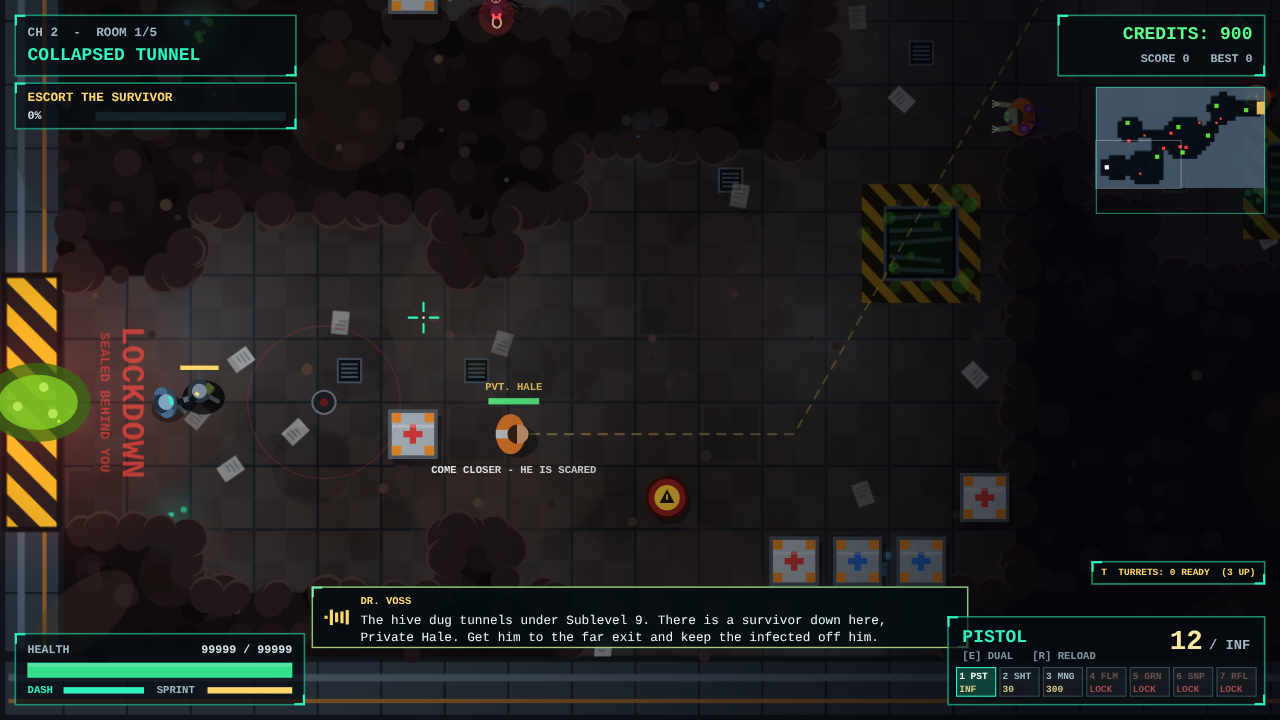 CH 2 - ROOM 1/5
COLLAPSED TUNNEL
ESCORT THE SURVIVOR
0%
CREDITS: 900
SCORE 0 BEST 0
LOCKDOWN
SEALED BEHIND YOU
PVT. HALE
COME CLOSER - HE IS SCARED
T TURRETS: 0 READY (3 UP)
DR. VOSS
The hive dug tunnels under Sublevel 9. There is a survivor down here,
Private Hale. Get him to the far exit and keep the infected off him.
HEALTH 99999 / 99999
DASH SPRINT
PISTOL 12 / INF
[E] DUAL [R] RELOAD
1 PST 2 SHT 3 MNG 4 FLM 5 GRN 6 SNP 7 RFL
INF 30 300 LOCK LOCK LOCK LOCK